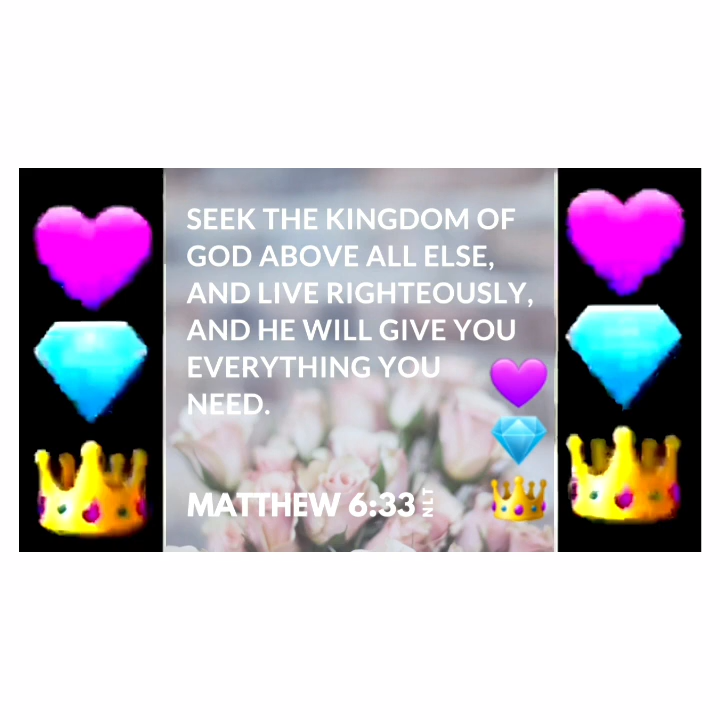 SEEK THE KINGDOM OF
GOD ABOVE ALL ELSE,
AND LIVE RIGHTEOUSLY,
AND HE WILL GIVE YOU
EVERYTHING YOU
NEED.
MATTHEW 6:33 NLT